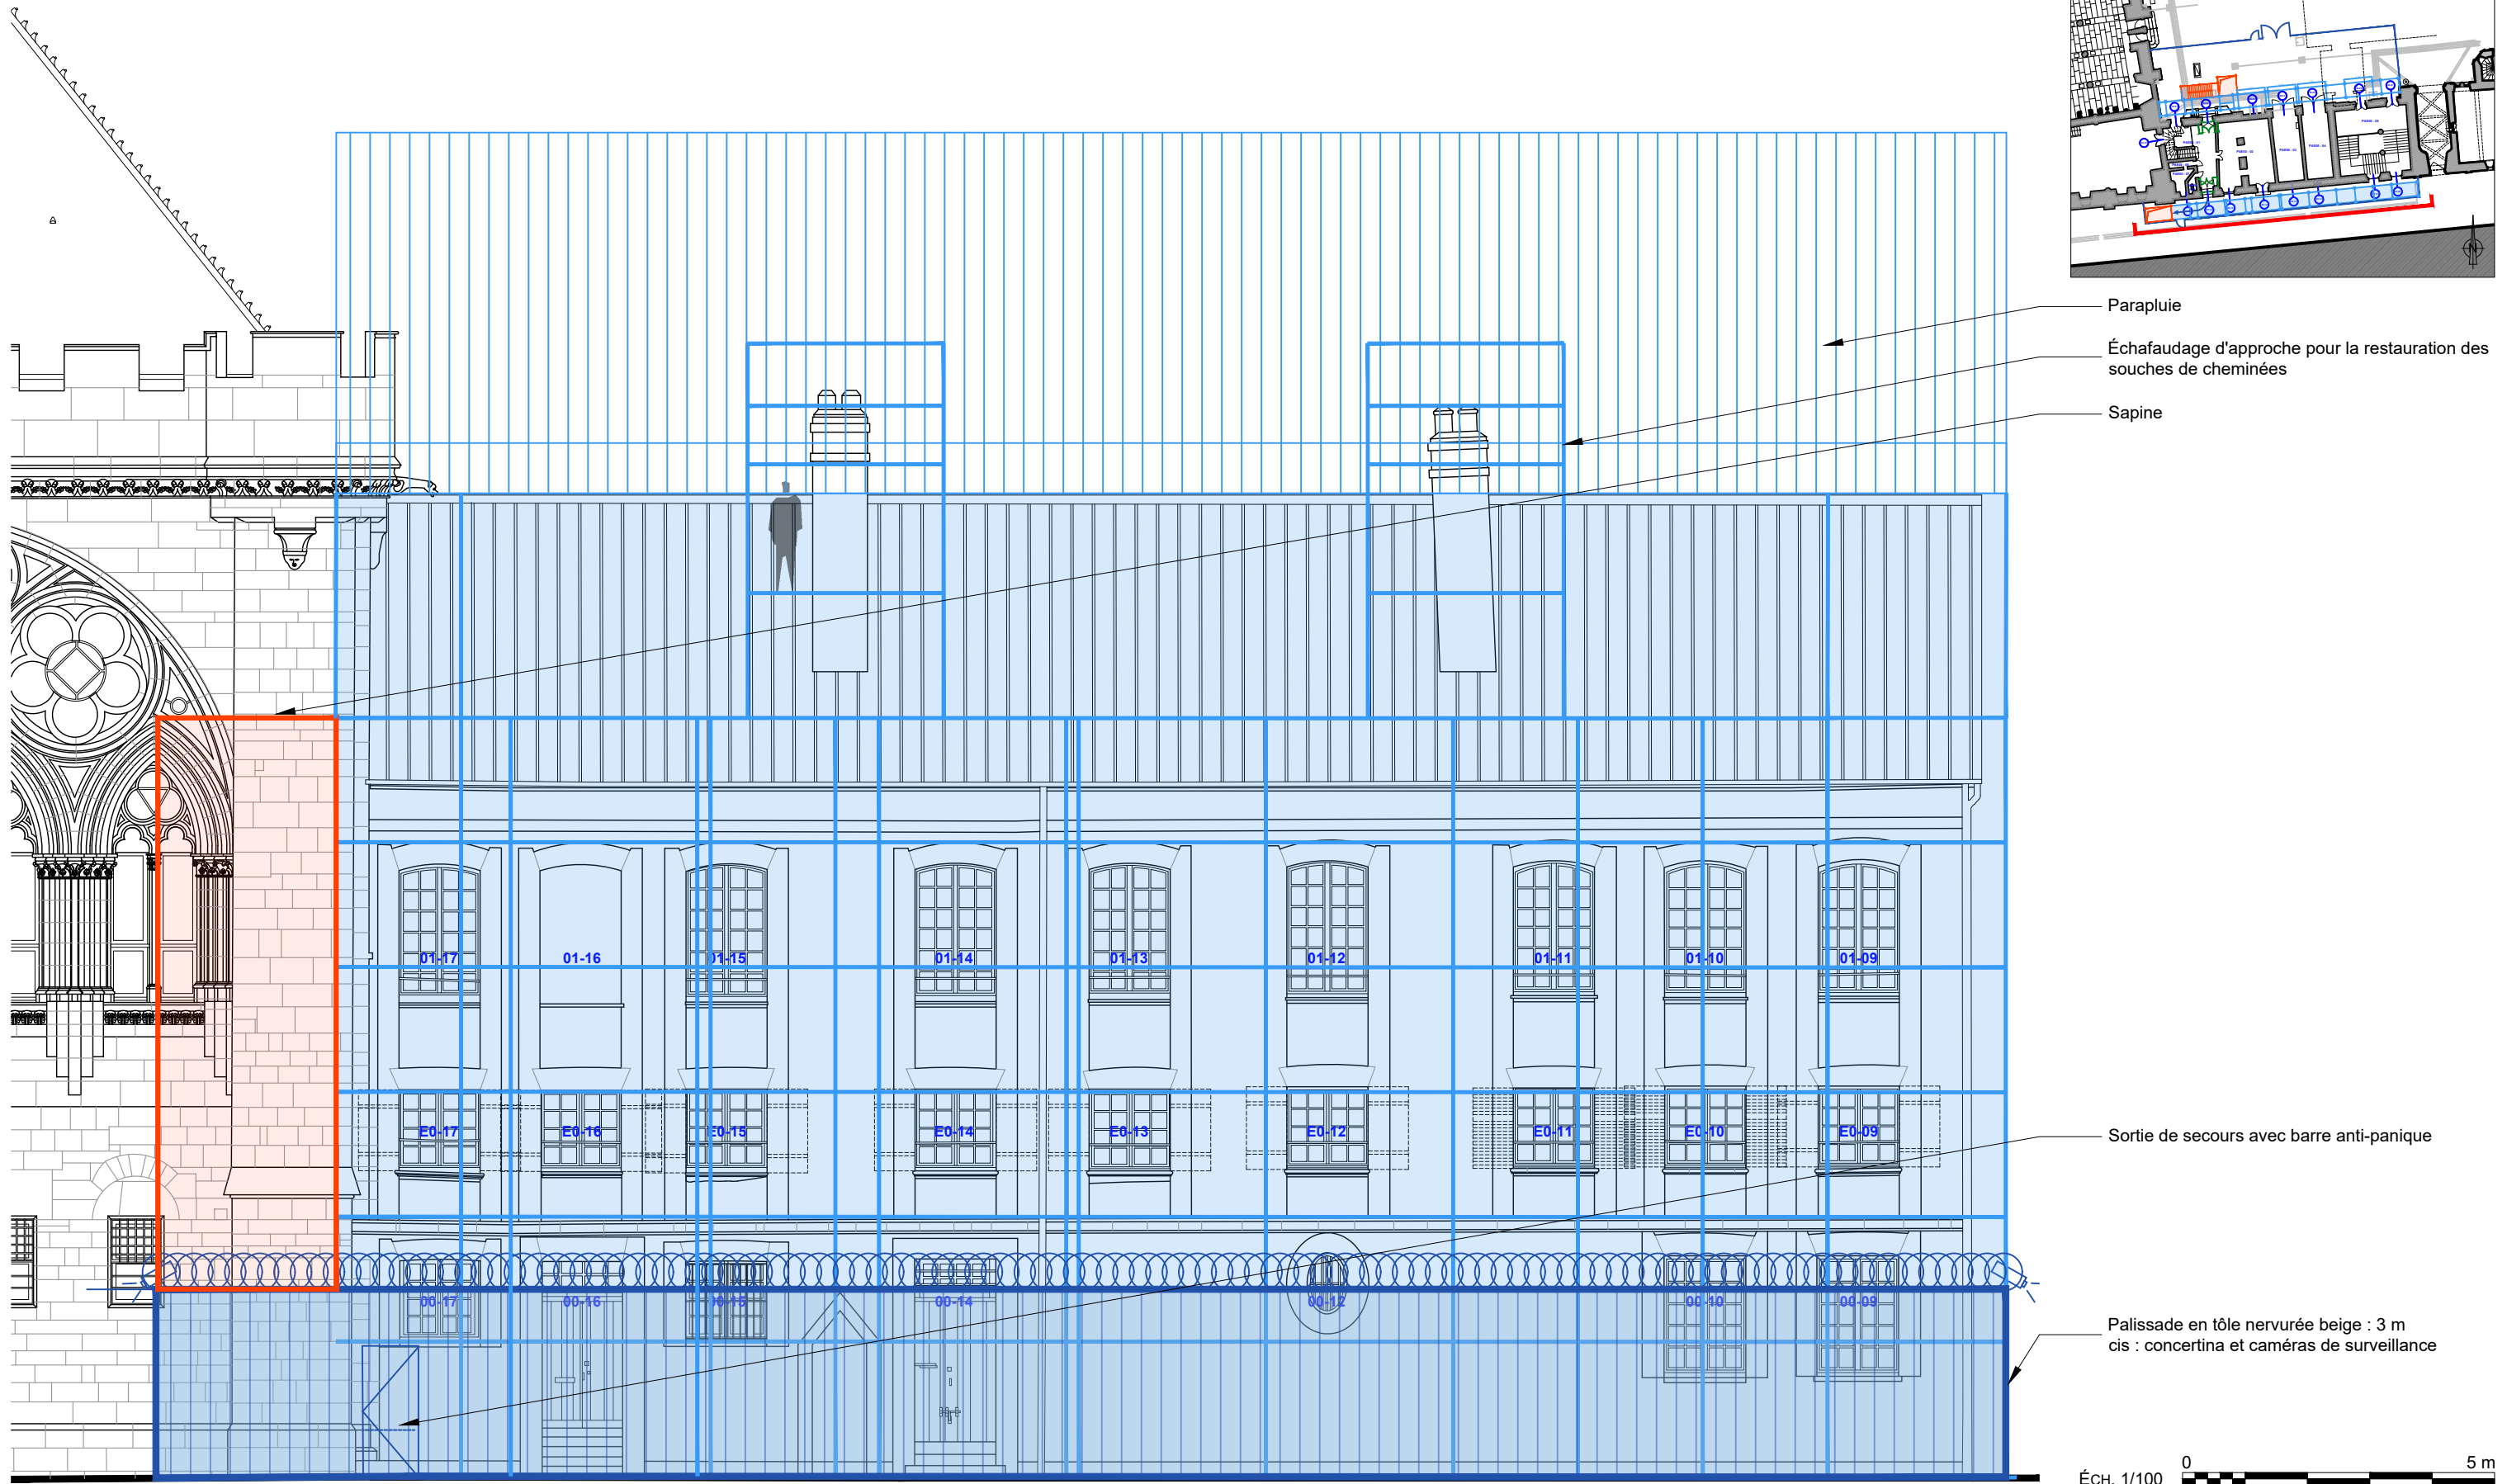 Parapluie
Échafaudage d'approche pour la restauration des
souches de cheminées
Sapine
01-17
01-16
01-15
01-14
01-13
01-12
01-11
01-10
01-09
E0-17
E0-16
E0-15
E0-14
E0-13
E0-12
E0-11
E0-10
E0-09
Sortie de secours avec barre anti-panique
00-17
00-16
00-15
00-14
00-12
00-10
00-09
Palissade en tôle nervurée beige : 3 m
cis : concertina et caméras de surveillance
ÉCH. 1/100
0
5 m
N